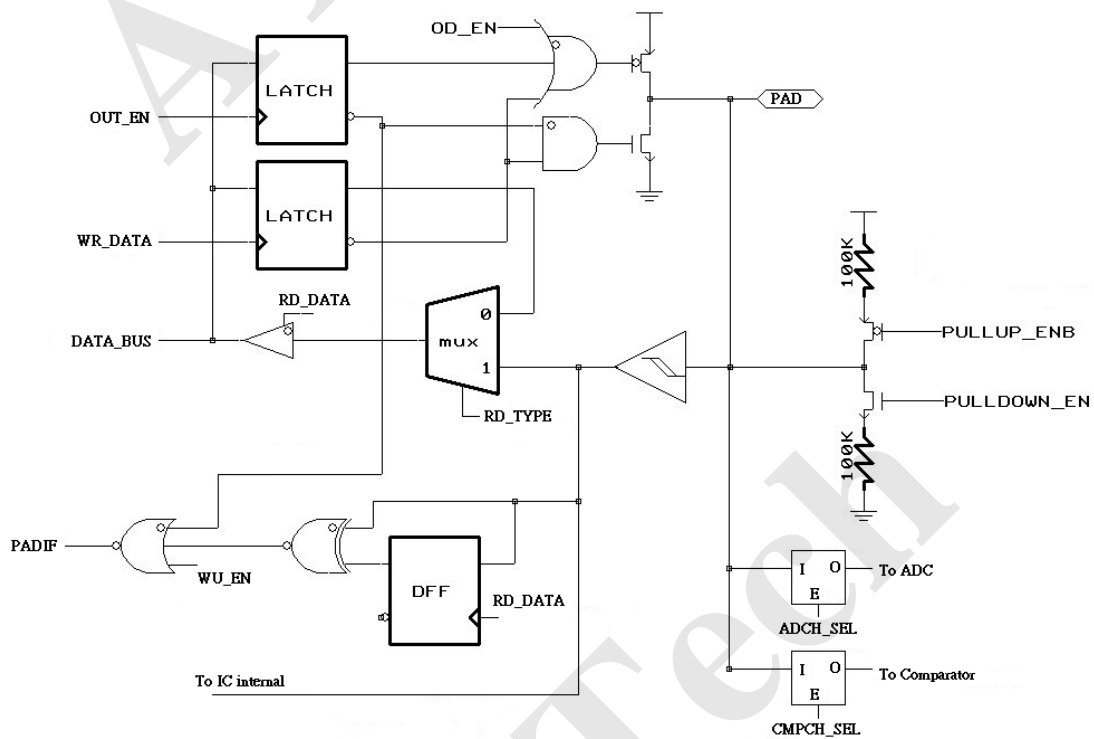 OD_EN
LATCH
PAD
OUT_EN
LATCH
WR_DATA
100K
RD_DATA
0
DATA_BUS
mux
PULLUP_ENB
1
RD_TYPE
PULLDOWN_EN
100K
PADIF
WU_EN
DFF
RD_DATA
I O
E
To ADC
ADCH_SEL
To IC internal
I O
E
To Comparator
CMPCH_SEL
A
Tech